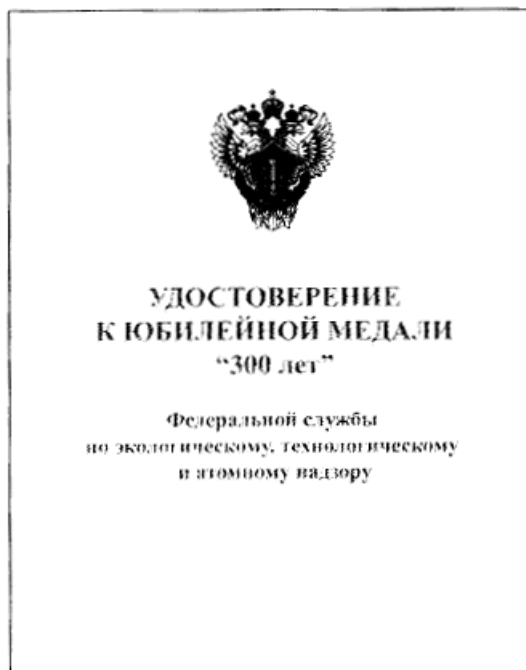 УДОСТОВЕРЕНИЕ
К ЮБИЛЕЙНОЙ МЕДАЛИ
“300 лет”
Федеральной службы
по экологическому, технологическому
и атомному надзору